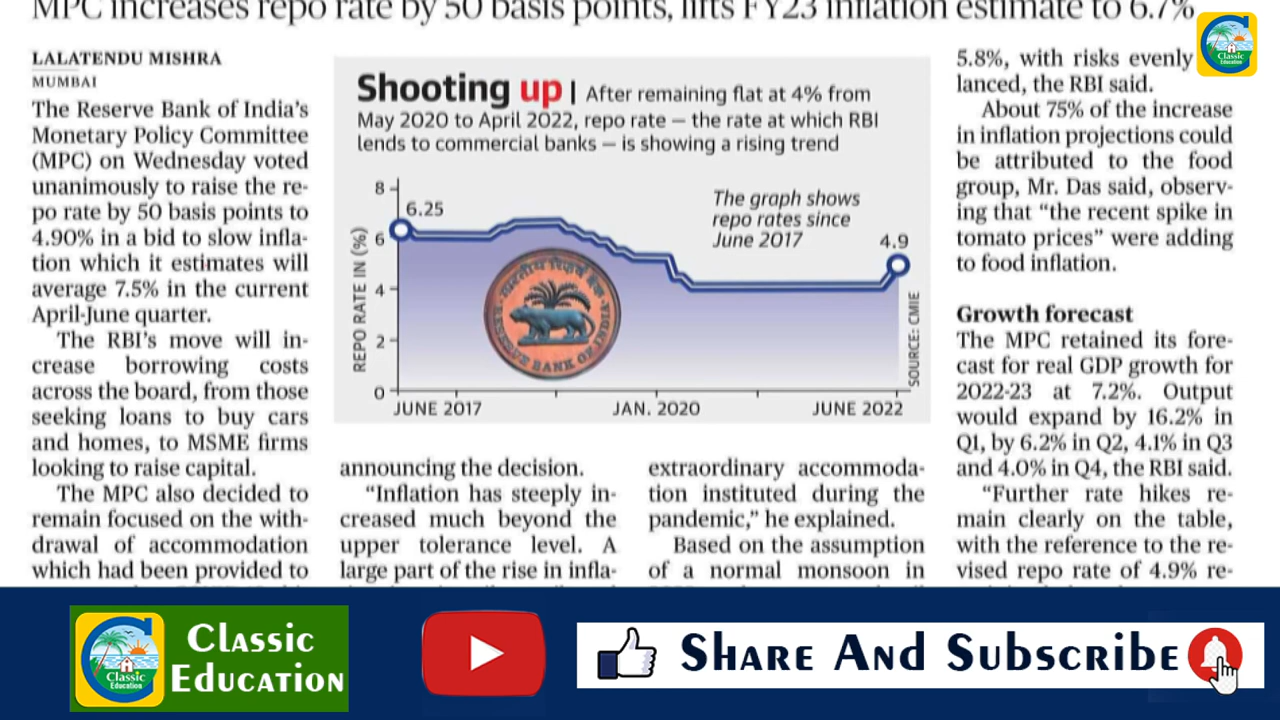 MPC increases repo rate by 50 basis points, lifts FY23 inflation estimate to 6.7%
LALATENDU MISHRA
MUMBAI
The Reserve Bank of India's
Monetary Policy Committee
(MPC) on Wednesday voted
unanimously to raise the re-
po rate by 50 basis points to
4.90% in a bid to slow infla-
tion which it estimates will
average 7.5% in the current
April-June quarter.
The RBI's move will in-
crease borrowing costs
across the board, from those
seeking loans to buy cars
and homes, to MSME firms
looking to raise capital.
The MPC also decided to
remain focused on the with-
drawal of accommodation
which had been provided to
Shooting up | After remaining flat at 4% from
May 2020 to April 2022, repo rate — the rate at which RBI
lends to commercial banks — is showing a rising trend
8
6.25
The graph shows
repo rates since
June 2017
4.9
6
4
2
0
REPO RATE IN (%)
SOURCE: CMIE
JUNE 2017 JAN. 2020 JUNE 2022
भारतीय रिज़र्व बैंक
RESERVE BANK OF INDIA
announcing the decision.
"Inflation has steeply in-
creased much beyond the
upper tolerance level. A
large part of the rise in infla-
extraordinary accommoda-
tion instituted during the
pandemic," he explained.
Based on the assumption
of a normal monsoon in
5.8%, with risks evenly
lanced, the RBI said.
About 75% of the increase
in inflation projections could
be attributed to the food
group, Mr. Das said, observ-
ing that "the recent spike in
tomato prices" were adding
to food inflation.
Growth forecast
The MPC retained its fore-
cast for real GDP growth for
2022-23 at 7.2%. Output
would expand by 16.2% in
Q1, by 6.2% in Q2, 4.1% in Q3
and 4.0% in Q4, the RBI said.
"Further rate hikes re-
main clearly on the table,
with the reference to the re-
vised repo rate of 4.9% re-
Classic
Education
Classic
Education
Classic
Education
Share And Subscribe